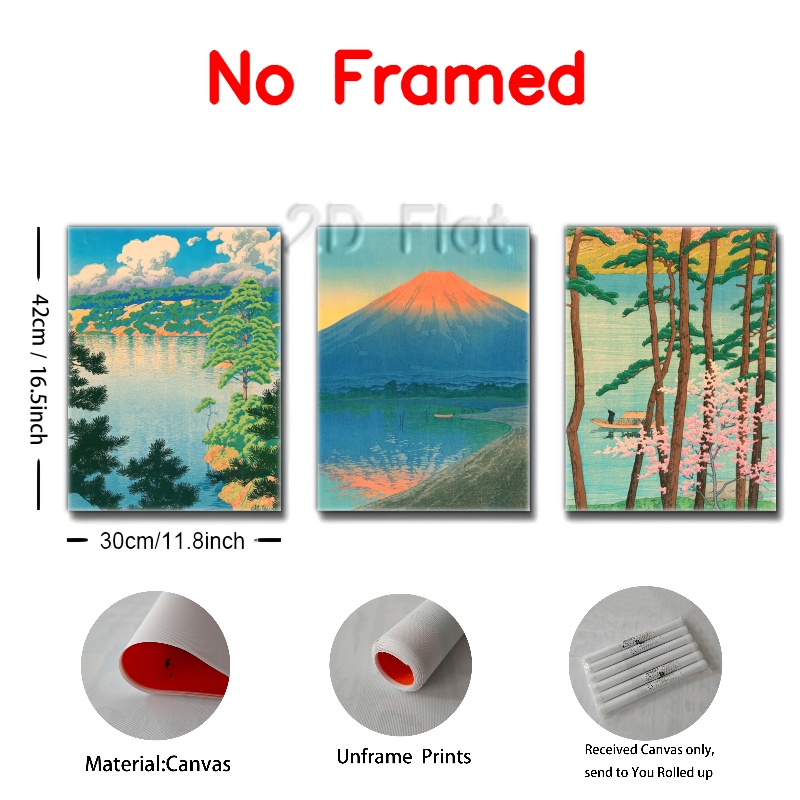 No Framed
2D Flat
42cm / 16.5inch
30cm/11.8inch
Material:Canvas
Unframe Prints
Received Canvas only,
send to You Rolled up